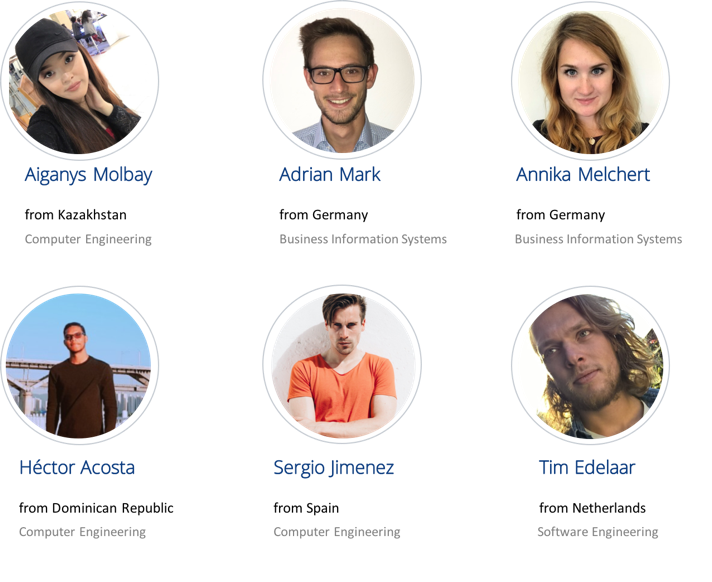 Aiganys Molbay
from Kazakhstan
Computer Engineering
Adrian Mark
from Germany
Business Information Systems
Annika Melchert
from Germany
Business Information Systems
Héctor Acosta
from Dominican Republic
Computer Engineering
Sergio Jimenez
from Spain
Computer Engineering
Tim Edelaar
from Netherlands
Software Engineering